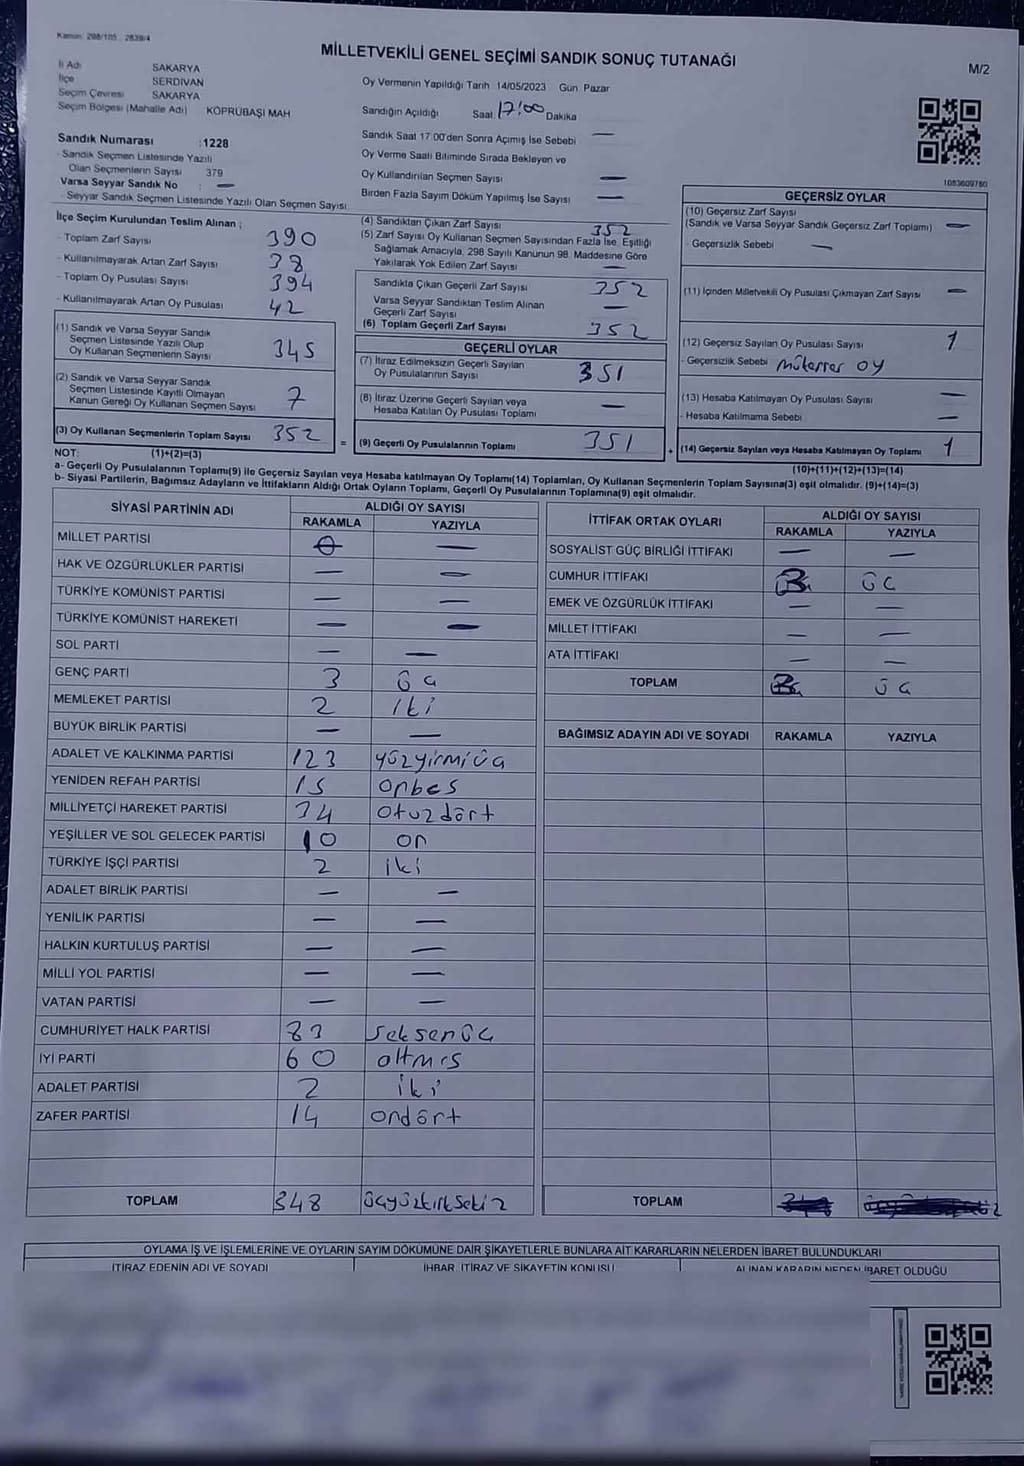 Kanun: 298/105 2839/4
MİLLETVEKİLİ GENEL SEÇİMİ SANDIK SONUÇ TUTANAĞI
M/2
İl Adı SAKARYA
İlçe SERDİVAN
Seçim Çevresi SAKARYA
Seçim Bölgesi (Mahalle Adı) KÖPRÜBAŞI MAH
Sandık Numarası :1228
- Sandık Seçmen Listesinde Yazılı
Olan Seçmenlerin Sayısı 379
Varsa Seyyar Sandık No : —
- Seyyar Sandık Seçmen Listesinde Yazılı Olan Seçmen Sayısı
Oy Vermenin Yapıldığı Tarih 14/05/2023 Gün Pazar
Sandığın Açıldığı Saat 17:00 Dakika
Sandık Saat 17:00'den Sonra Açılmış İse Sebebi —
Oy Verme Saati Bitiminde Sırada Bekleyen ve
Oy Kullandırılan Seçmen Sayısı —
Birden Fazla Sayım Döküm Yapılmış İse Sayısı —
İlçe Seçim Kurulundan Teslim Alınan ;
- Toplam Zarf Sayısı 390
- Kullanılmayarak Artan Zarf Sayısı 38
- Toplam Oy Pusulası Sayısı 394
- Kullanılmayarak Artan Oy Pusulası 42
(1) Sandık ve Varsa Seyyar Sandık
Seçmen Listesinde Yazılı Olup
Oy Kullanan Seçmenlerin Sayısı 345
(2) Sandık ve Varsa Seyyar Sandık
Seçmen Listesinde Kayıtlı Olmayan
Kanun Gereği Oy Kullanan Seçmen Sayısı 7
(3) Oy Kullanan Seçmenlerin Toplam Sayısı 352
(4) Sandıktan Çıkan Zarf Sayısı 352
(5) Zarf Sayısı Oy Kullanan Seçmen Sayısından Fazla İse, Eşitliği
Sağlamak Amacıyla, 298 Sayılı Kanunun 98. Maddesine Göre
Yakılarak Yok Edilen Zarf Sayısı —
Sandıkta Çıkan Geçerli Zarf Sayısı 352
Varsa Seyyar Sandıktan Teslim Alınan
Geçerli Zarf Sayısı —
(6) Toplam Geçerli Zarf Sayısı 352
GEÇERLİ OYLAR
(7) İtiraz Edilmeksizin Geçerli Sayılan
Oy Pusulalarının Sayısı 351
(8) İtiraz Üzerine Geçerli Sayılan veya
Hesaba Katılan Oy Pusulası Toplamı —
= (9) Geçerli Oy Pusulalarının Toplamı 351
1083609760
GEÇERSİZ OYLAR
(10) Geçersiz Zarf Sayısı
(Sandık ve Varsa Seyyar Sandık Geçersiz Zarf Toplamı) —
- Geçersizlik Sebebi —
(11) İçinden Milletvekili Oy Pusulası Çıkmayan Zarf Sayısı —
(12) Geçersiz Sayılan Oy Pusulası Sayısı 1
- Geçersizlik Sebebi mükerrer oy
(13) Hesaba Katılmayan Oy Pusulası Sayısı —
- Hesaba Katılmama Sebebi —
+ (14) Geçersiz Sayılan veya Hesaba Katılmayan Oy Toplamı 1
NOT: (1)+(2)=(3)
(10)+(11)+(12)+(13)=(14)
a- Geçerli Oy Pusulalarının Toplamı(9) ile Geçersiz Sayılan veya Hesaba katılmayan Oy Toplamı(14) Toplamları, Oy Kullanan Seçmenlerin Toplam Sayısına(3) eşit olmalıdır. (9)+(14)=(3)
b- Siyasi Partilerin, Bağımsız Adayların ve İttifakların Aldığı Ortak Oyların Toplamı, Geçerli Oy Pusulalarının Toplamına(9) eşit olmalıdır.
SİYASİ PARTİNİN ADI ALDIĞI OY SAYISI
RAKAMLA YAZIYLA
MİLLET PARTİSİ —
HAK VE ÖZGÜRLÜKLER PARTİSİ — —
TÜRKİYE KOMÜNİST PARTİSİ — —
TÜRKİYE KOMÜNİST HAREKETİ — —
SOL PARTİ — —
GENÇ PARTİ 3 üç
MEMLEKET PARTİSİ 2 iki
BÜYÜK BİRLİK PARTİSİ — —
ADALET VE KALKINMA PARTİSİ 123 yüzyirmiüç
YENİDEN REFAH PARTİSİ 15 onbeş
MİLLİYETÇİ HAREKET PARTİSİ 34 otuzdört
YEŞİLLER VE SOL GELECEK PARTİSİ 10 on
TÜRKİYE İŞÇİ PARTİSİ 2 iki
ADALET BİRLİK PARTİSİ — —
YENİLİK PARTİSİ — —
HALKIN KURTULUŞ PARTİSİ — —
MİLLİ YOL PARTİSİ — —
VATAN PARTİSİ — —
CUMHURİYET HALK PARTİSİ 83 seksenüç
İYİ PARTİ 60 altmış
ADALET PARTİSİ 2 iki
ZAFER PARTİSİ 14 ondört
TOPLAM 348 üçyüzkırksekiz
İTTİFAK ORTAK OYLARI ALDIĞI OY SAYISI
RAKAMLA YAZIYLA
SOSYALİST GÜÇ BİRLİĞİ İTTİFAKI — —
CUMHUR İTTİFAKI 3 üç
EMEK VE ÖZGÜRLÜK İTTİFAKI — —
MİLLET İTTİFAKI — —
ATA İTTİFAKI — —
TOPLAM 3 üç
BAĞIMSIZ ADAYIN ADI VE SOYADI RAKAMLA YAZIYLA
TOPLAM
OYLAMA İŞ VE İŞLEMLERİNE VE OYLARIN SAYIM DÖKÜMÜNE DAİR ŞİKAYETLERLE BUNLARA AİT KARARLARIN NELERDEN İBARET BULUNDUKLARI
İTİRAZ EDENİN ADI VE SOYADI İHBAR, İTİRAZ VE ŞİKAYETİN KONUSU ALINAN KARARIN NEDEN İBARET OLDUĞU